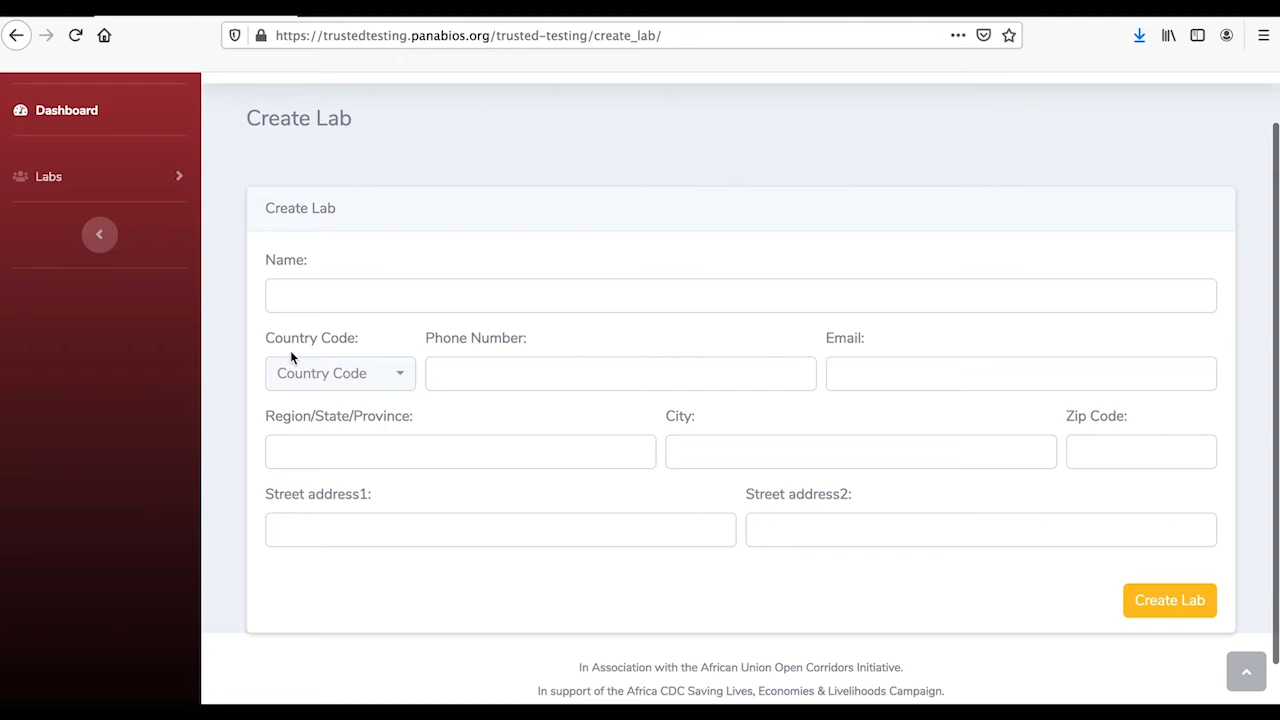 https://trustedtesting.panabios.org/trusted-testing/create_lab/
Dashboard
Labs
Create Lab
Create Lab
Name:
Country Code: Phone Number: Email:
Country Code
Region/State/Province: City: Zip Code:
Street address1: Street address2:
Create Lab
In Association with the African Union Open Corridors Initiative.
In support of the Africa CDC Saving Lives, Economies & Livelihoods Campaign.